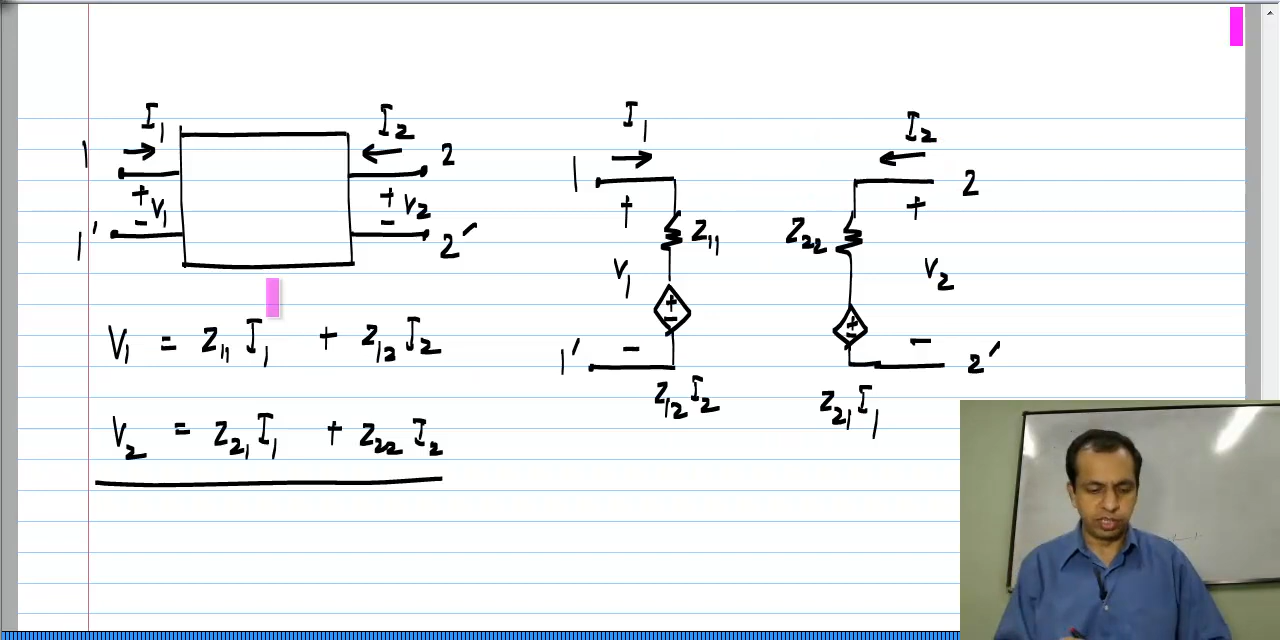 I₁ I₂ I₁ I₂
1 2 1 2
+ V₁ - + V₂ - + Z₁₁ Z₂₂ +
1′ 2′ V₁ + - + - V₂
V₁ = Z₁₁ I₁ + Z₁₂ I₂ 1′ - - 2′
Z₁₂ I₂ Z₂₁ I₁
V₂ = Z₂₁ I₁ + Z₂₂ I₂